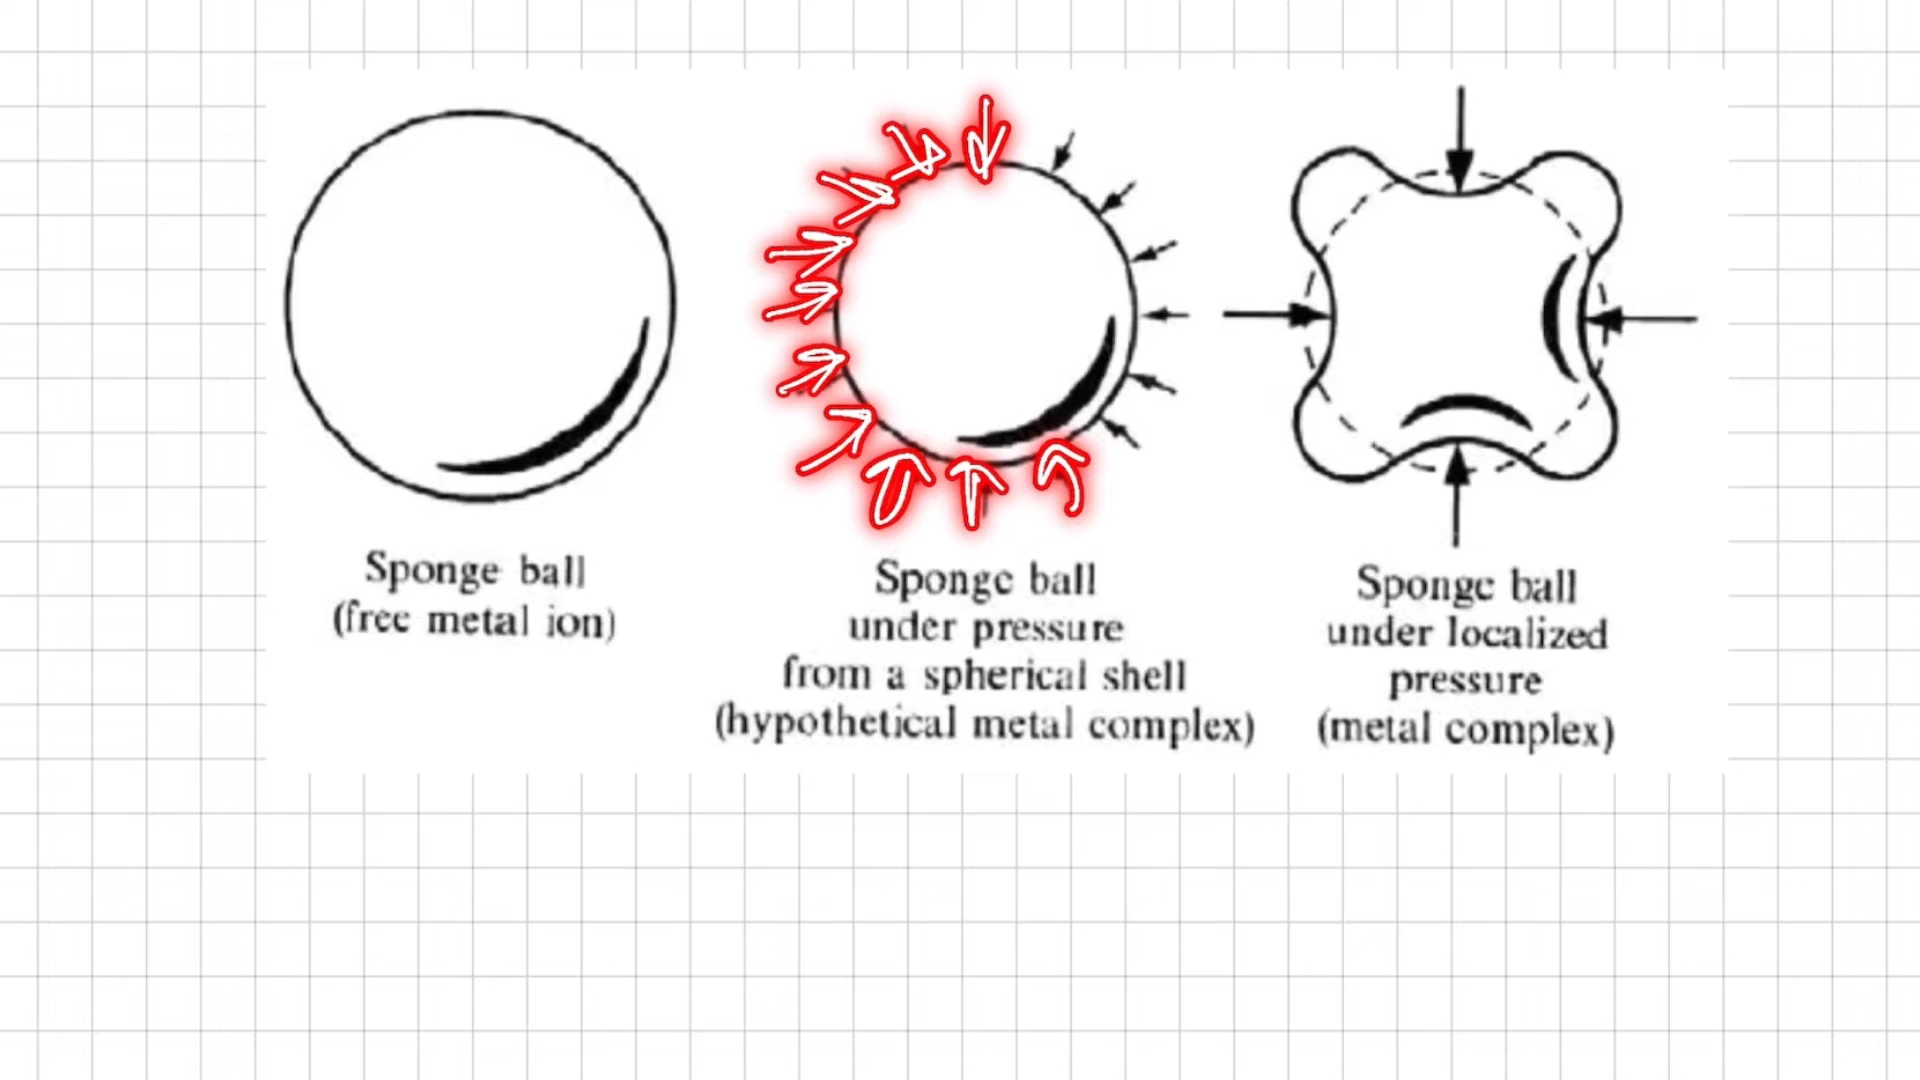 Sponge ball
(free metal ion)
Sponge ball
under pressure
from a spherical shell
(hypothetical metal complex)
Sponge ball
under localized
pressure
(metal complex)